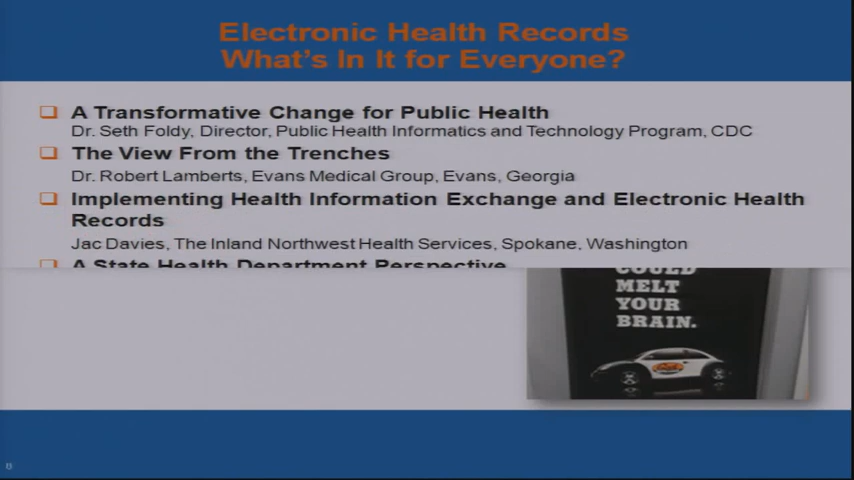 Electronic Health Records
What's In It for Everyone?
A Transformative Change for Public Health
Dr. Seth Foldy, Director, Public Health Informatics and Technology Program, CDC
The View From the Trenches
Dr. Robert Lamberts, Evans Medical Group, Evans, Georgia
Implementing Health Information Exchange and Electronic Health
Records
Jac Davies, The Inland Northwest Health Services, Spokane, Washington
A State Health Department Perspective
COULD
MELT
YOUR
BRAIN.
8